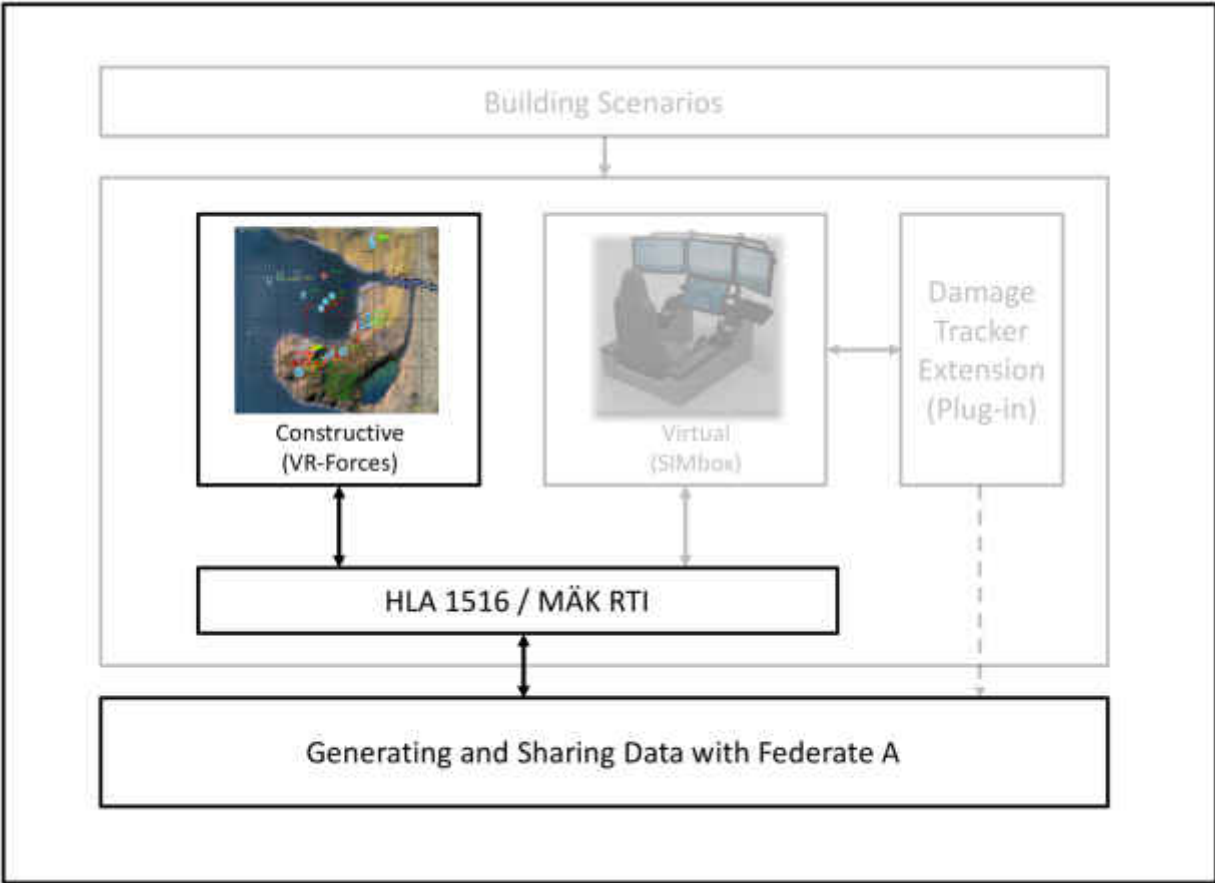 Building Scenarios
Constructive
(VR-Forces)
Virtual
(SIMbox)
Damage
Tracker
Extension
(Plug-in)
HLA 1516 / MÄK RTI
Generating and Sharing Data with Federate A